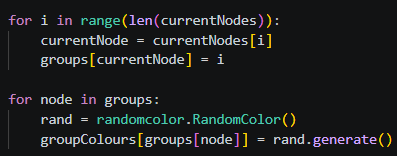 for i in range(len(currentNodes)):
    currentNode = currentNodes[i]
    groups[currentNode] = i

for node in groups:
    rand = randomcolor.RandomColor()
    groupColours[groups[node]] = rand.generate()